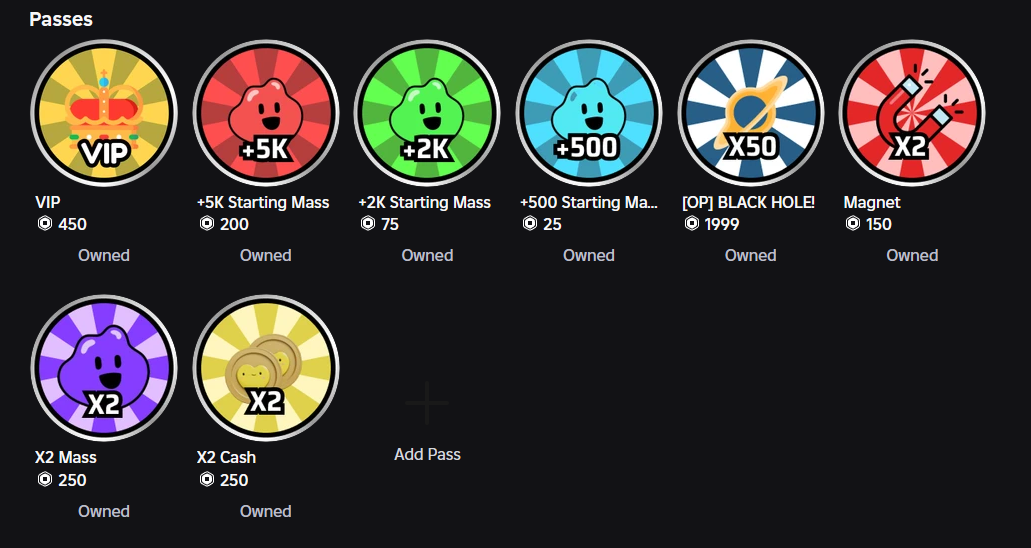 Passes
VIP
+5K
+2K
+500
X50
X2
VIP
+5K Starting Mass
+2K Starting Mass
+500 Starting Ma...
[OP] BLACK HOLE!
Magnet
450
200
75
25
1999
150
Owned
Owned
Owned
Owned
Owned
Owned
X2
X2
X2 Mass
X2 Cash
250
250
Add Pass
Owned
Owned